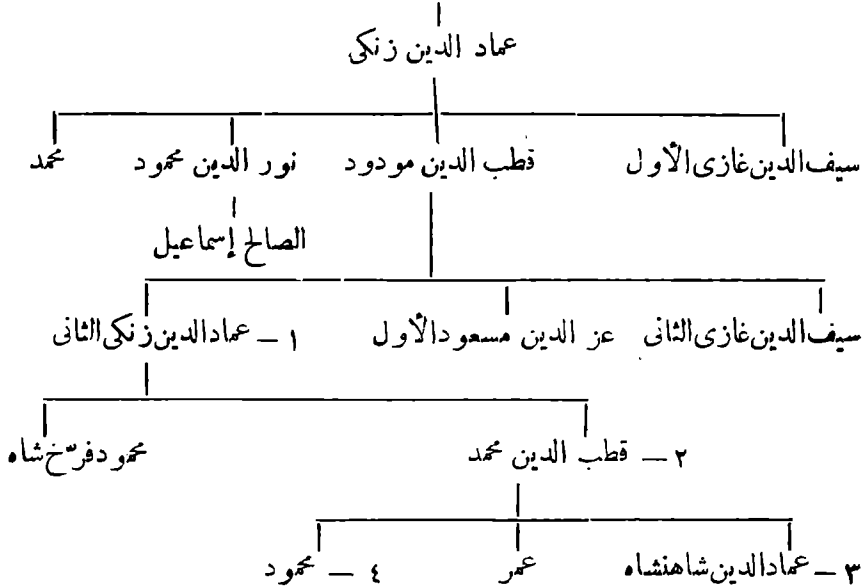 عماد الدين زنكى
سيف الدين غازى الأول قطب الدين مودود نور الدين محمود محمد
الصالح إسماعيل
سيف الدين غازى الثانى عز الدين مسعود الأول ١ – عماد الدين زنكى الثانى
٢ – قطب الدين محمد محمود فرّخ شاه
٣ – عماد الدين شاهنشاه عمر ٤ – محمود